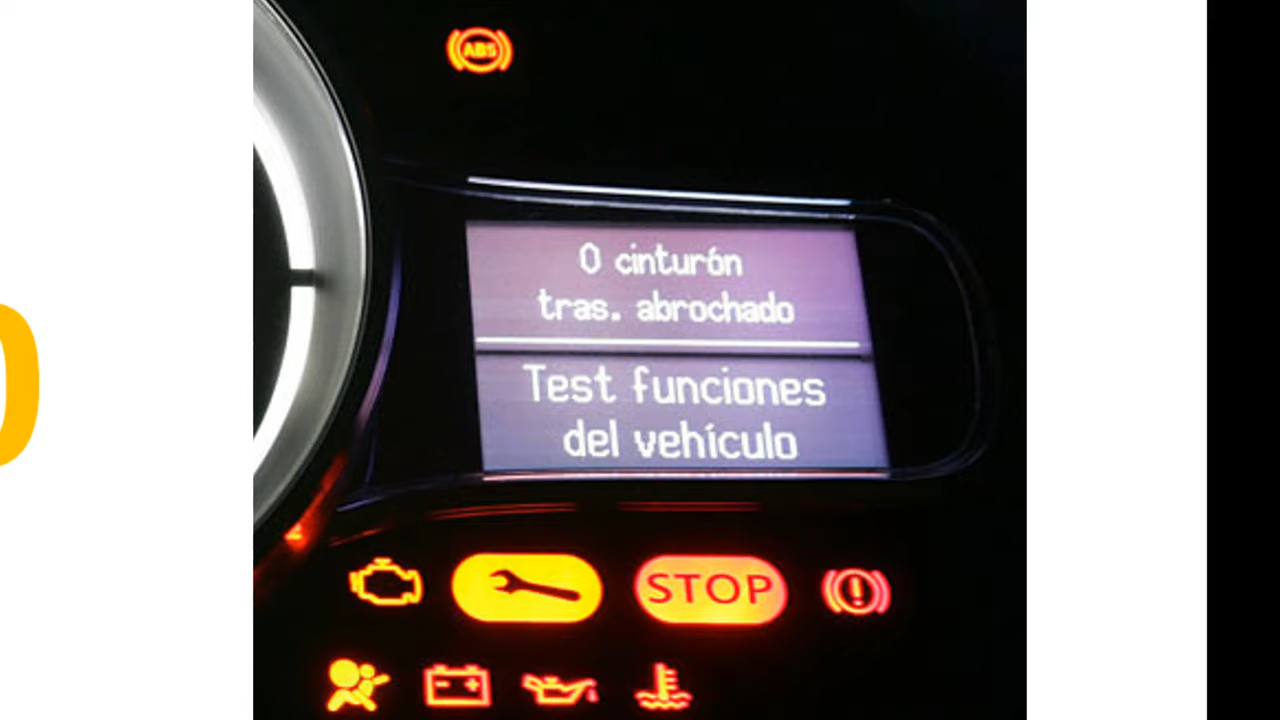 ABS
0 cinturón
tras. abrochado
Test funciones
del vehículo
STOP